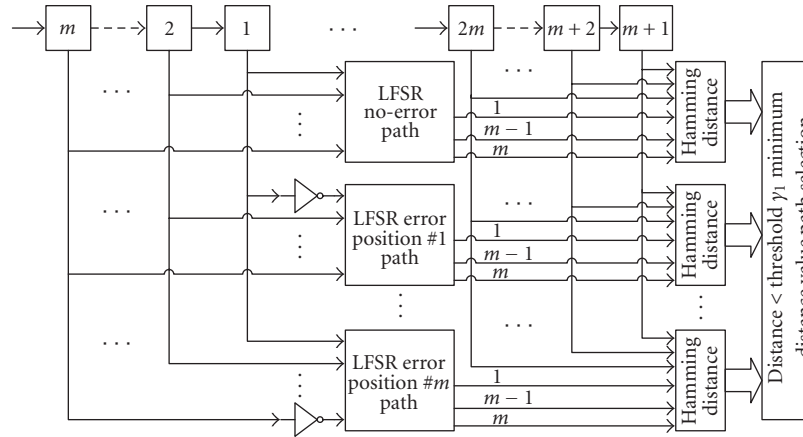 m
2
1
· · ·
2m
m + 2
m + 1
LFSR
no-error
path
1
m − 1
m
Hamming
distance
LFSR error
position #1
path
1
m − 1
m
Hamming
distance
LFSR error
position #m
path
1
m − 1
m
Hamming
distance
Distance < threshold γ1 minimum
distance value path selection